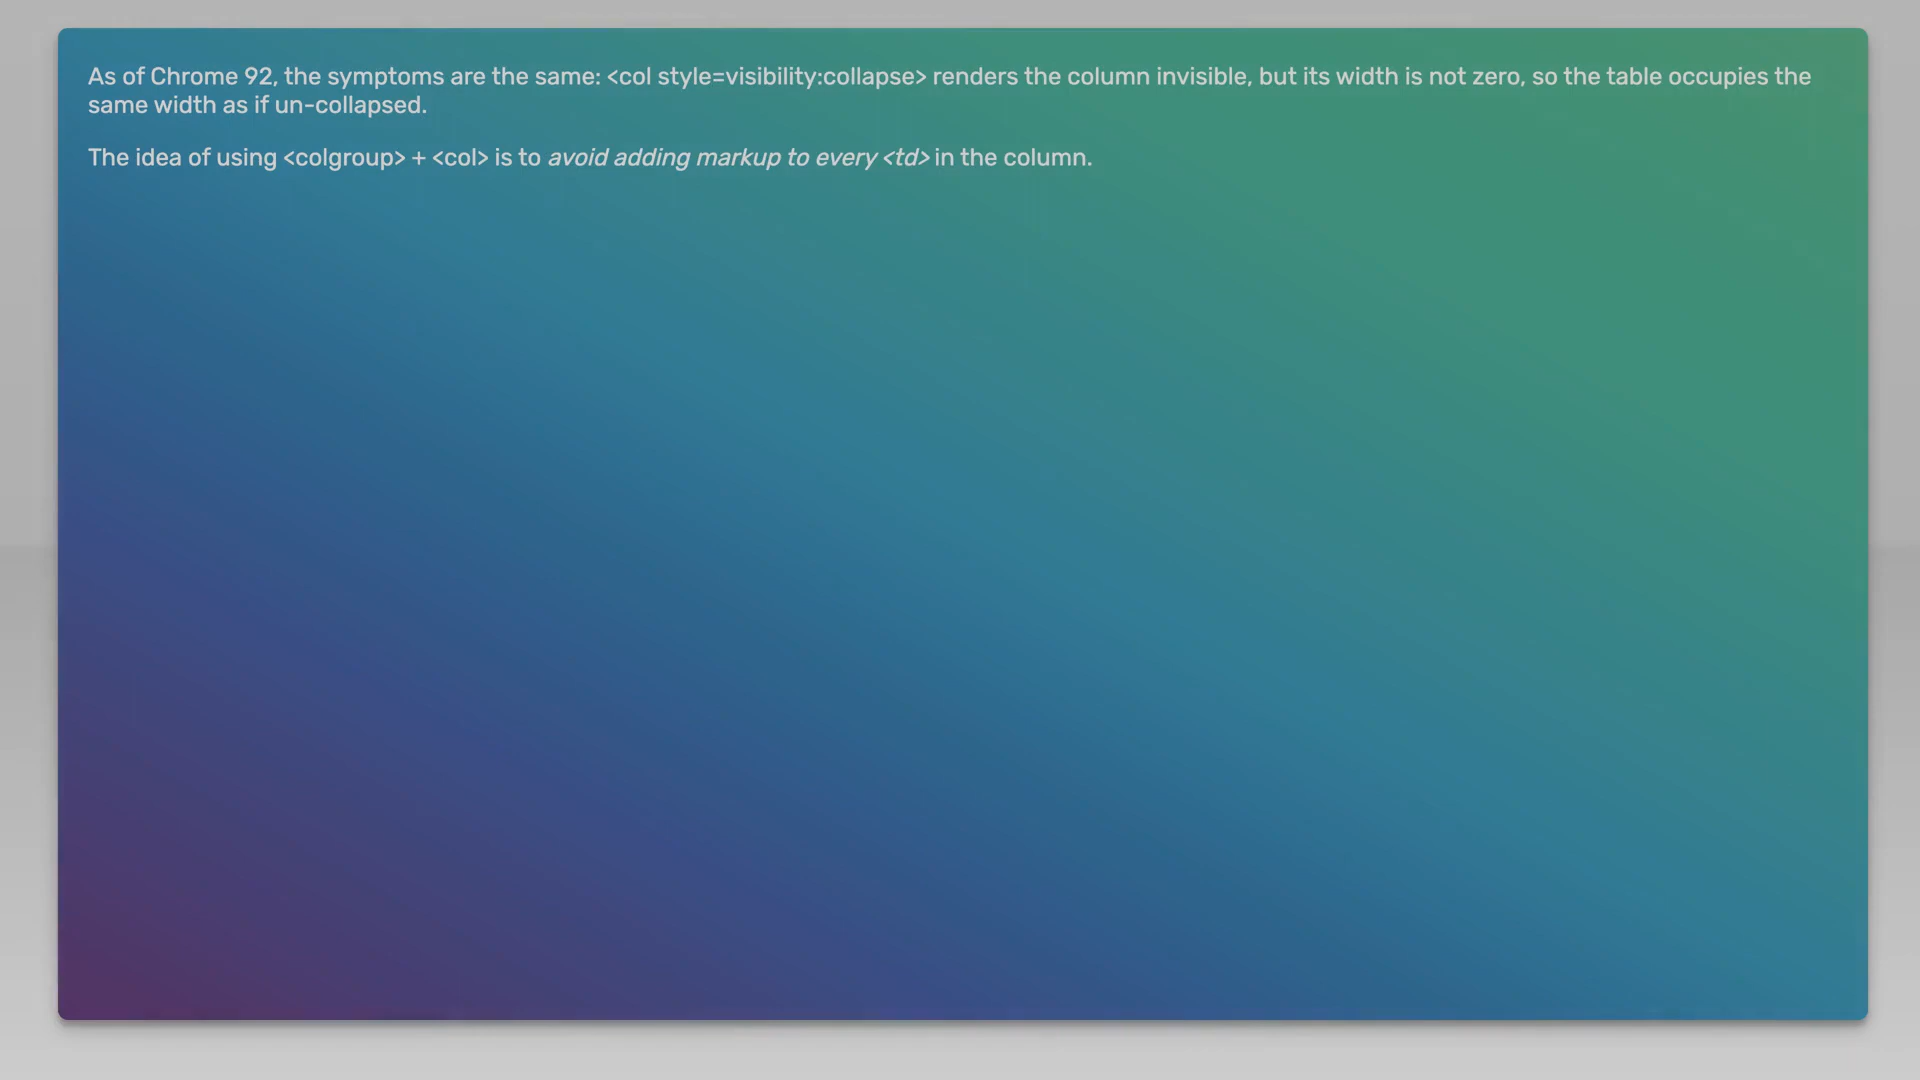 As of Chrome 92, the symptoms are the same: <col style=visibility:collapse> renders the column invisible, but its width is not zero, so the table occupies the
same width as if un-collapsed.
The idea of using <colgroup> + <col> is to avoid adding markup to every <td> in the column.